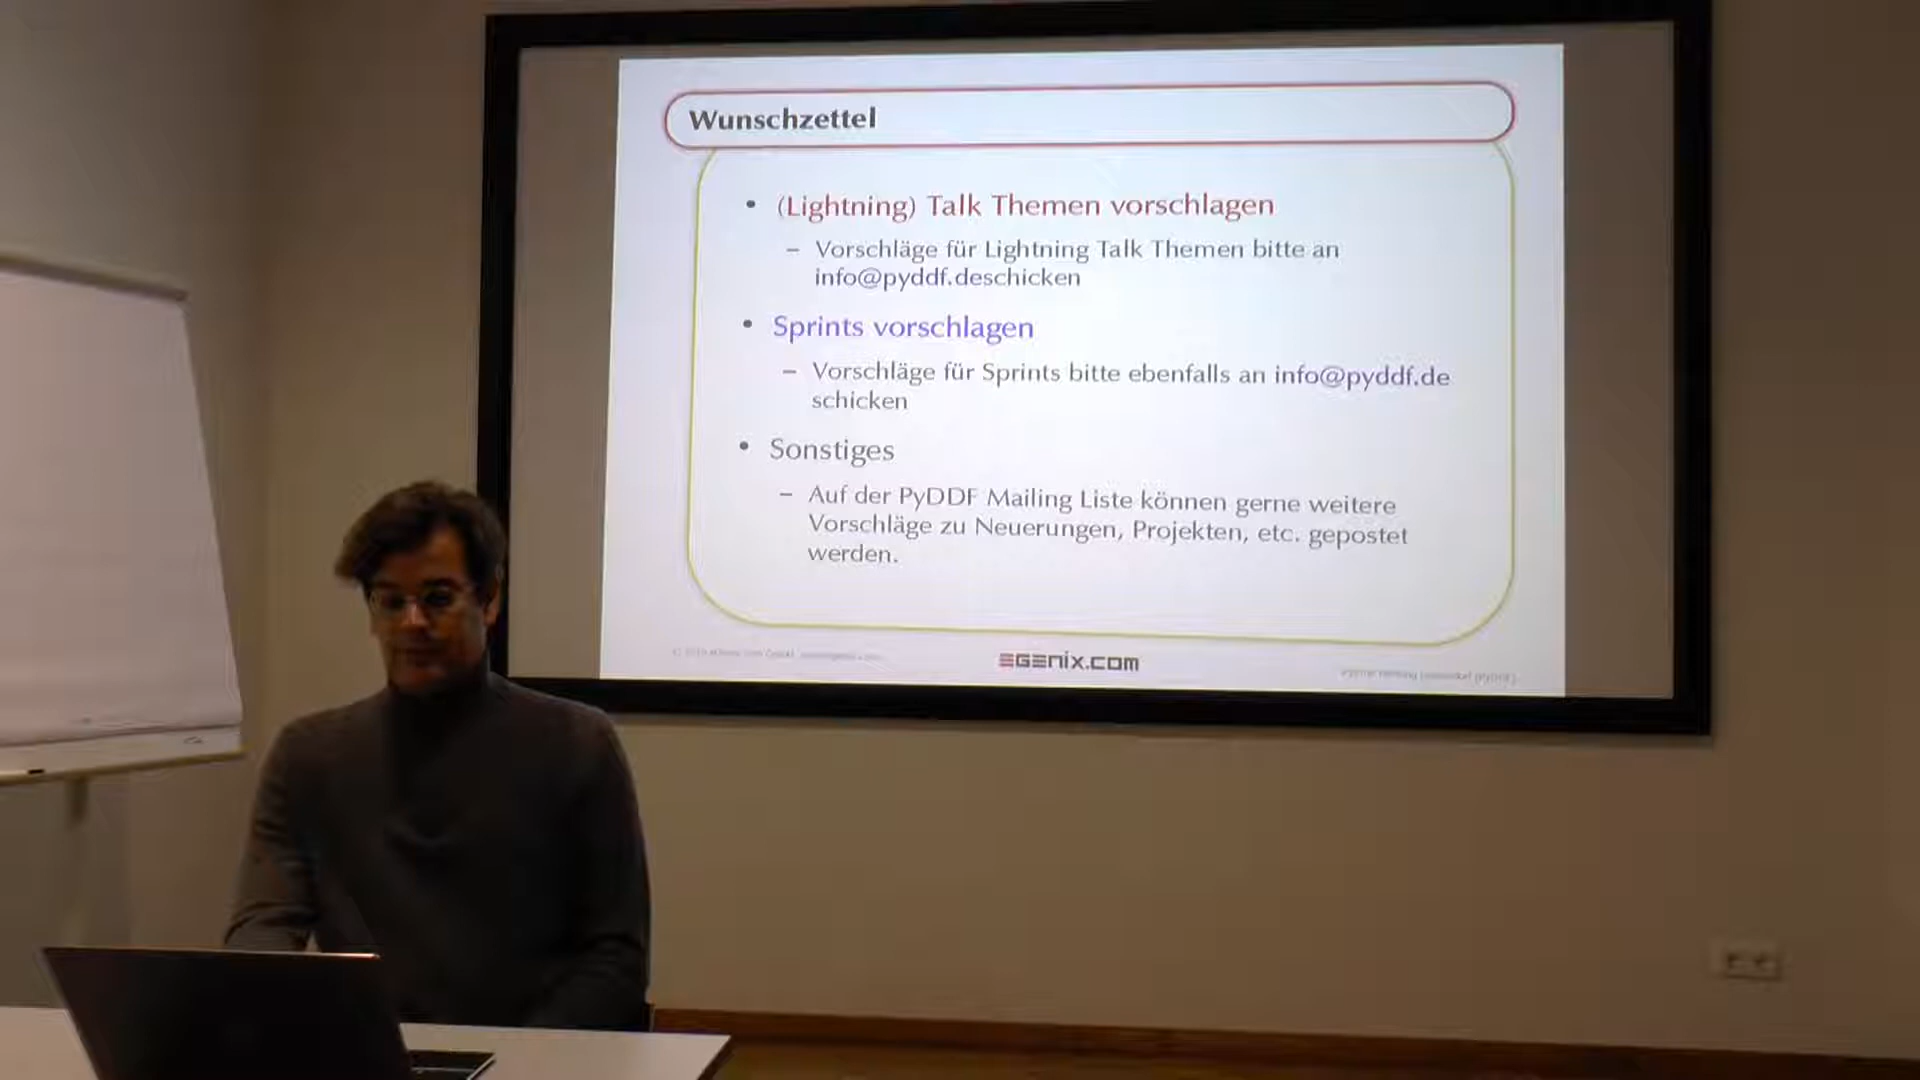 Wunschzettel
• (Lightning) Talk Themen vorschlagen
– Vorschläge für Lightning Talk Themen bitte an
info@pyddf.deschicken
• Sprints vorschlagen
– Vorschläge für Sprints bitte ebenfalls an info@pyddf.de
schicken
• Sonstiges
– Auf der PyDDF Mailing Liste können gerne weitere
Vorschläge zu Neuerungen, Projekten, etc. gepostet
werden.
EGENIX.COM